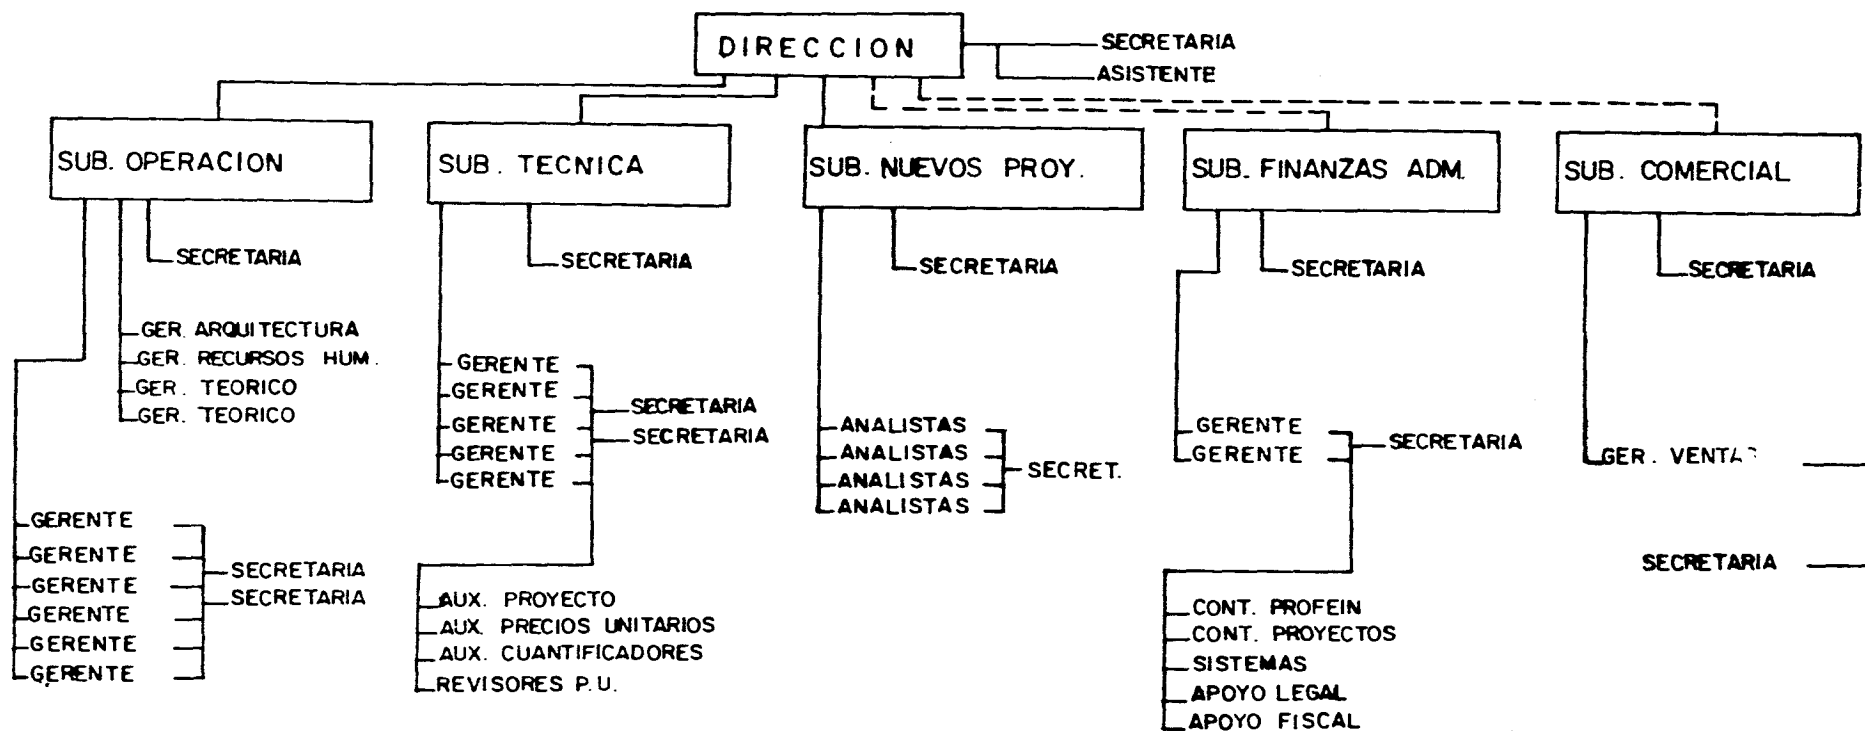 DIRECCION
SECRETARIA
ASISTENTE
SUB. OPERACION
SECRETARIA
GER. ARQUITECTURA
GER. RECURSOS HUM.
GER. TEORICO
GER. TEORICO
GERENTE
GERENTE
GERENTE
GERENTE
GERENTE
GERENTE
SECRETARIA
SECRETARIA
SUB. TECNICA
SECRETARIA
GERENTE
GERENTE
GERENTE
GERENTE
GERENTE
SECRETARIA
SECRETARIA
AUX. PROYECTO
AUX. PRECIOS UNITARIOS
AUX. CUANTIFICADORES
REVISORES P.U.
SUB. NUEVOS PROY.
SECRETARIA
ANALISTAS
ANALISTAS
ANALISTAS
ANALISTAS
SECRET.
SUB. FINANZAS ADM.
SECRETARIA
GERENTE
GERENTE
SECRETARIA
CONT. PROFEIN
CONT. PROYECTOS
SISTEMAS
APOYO LEGAL
APOYO FISCAL
SUB. COMERCIAL
SECRETARIA
GER. VENTAS
SECRETARIA